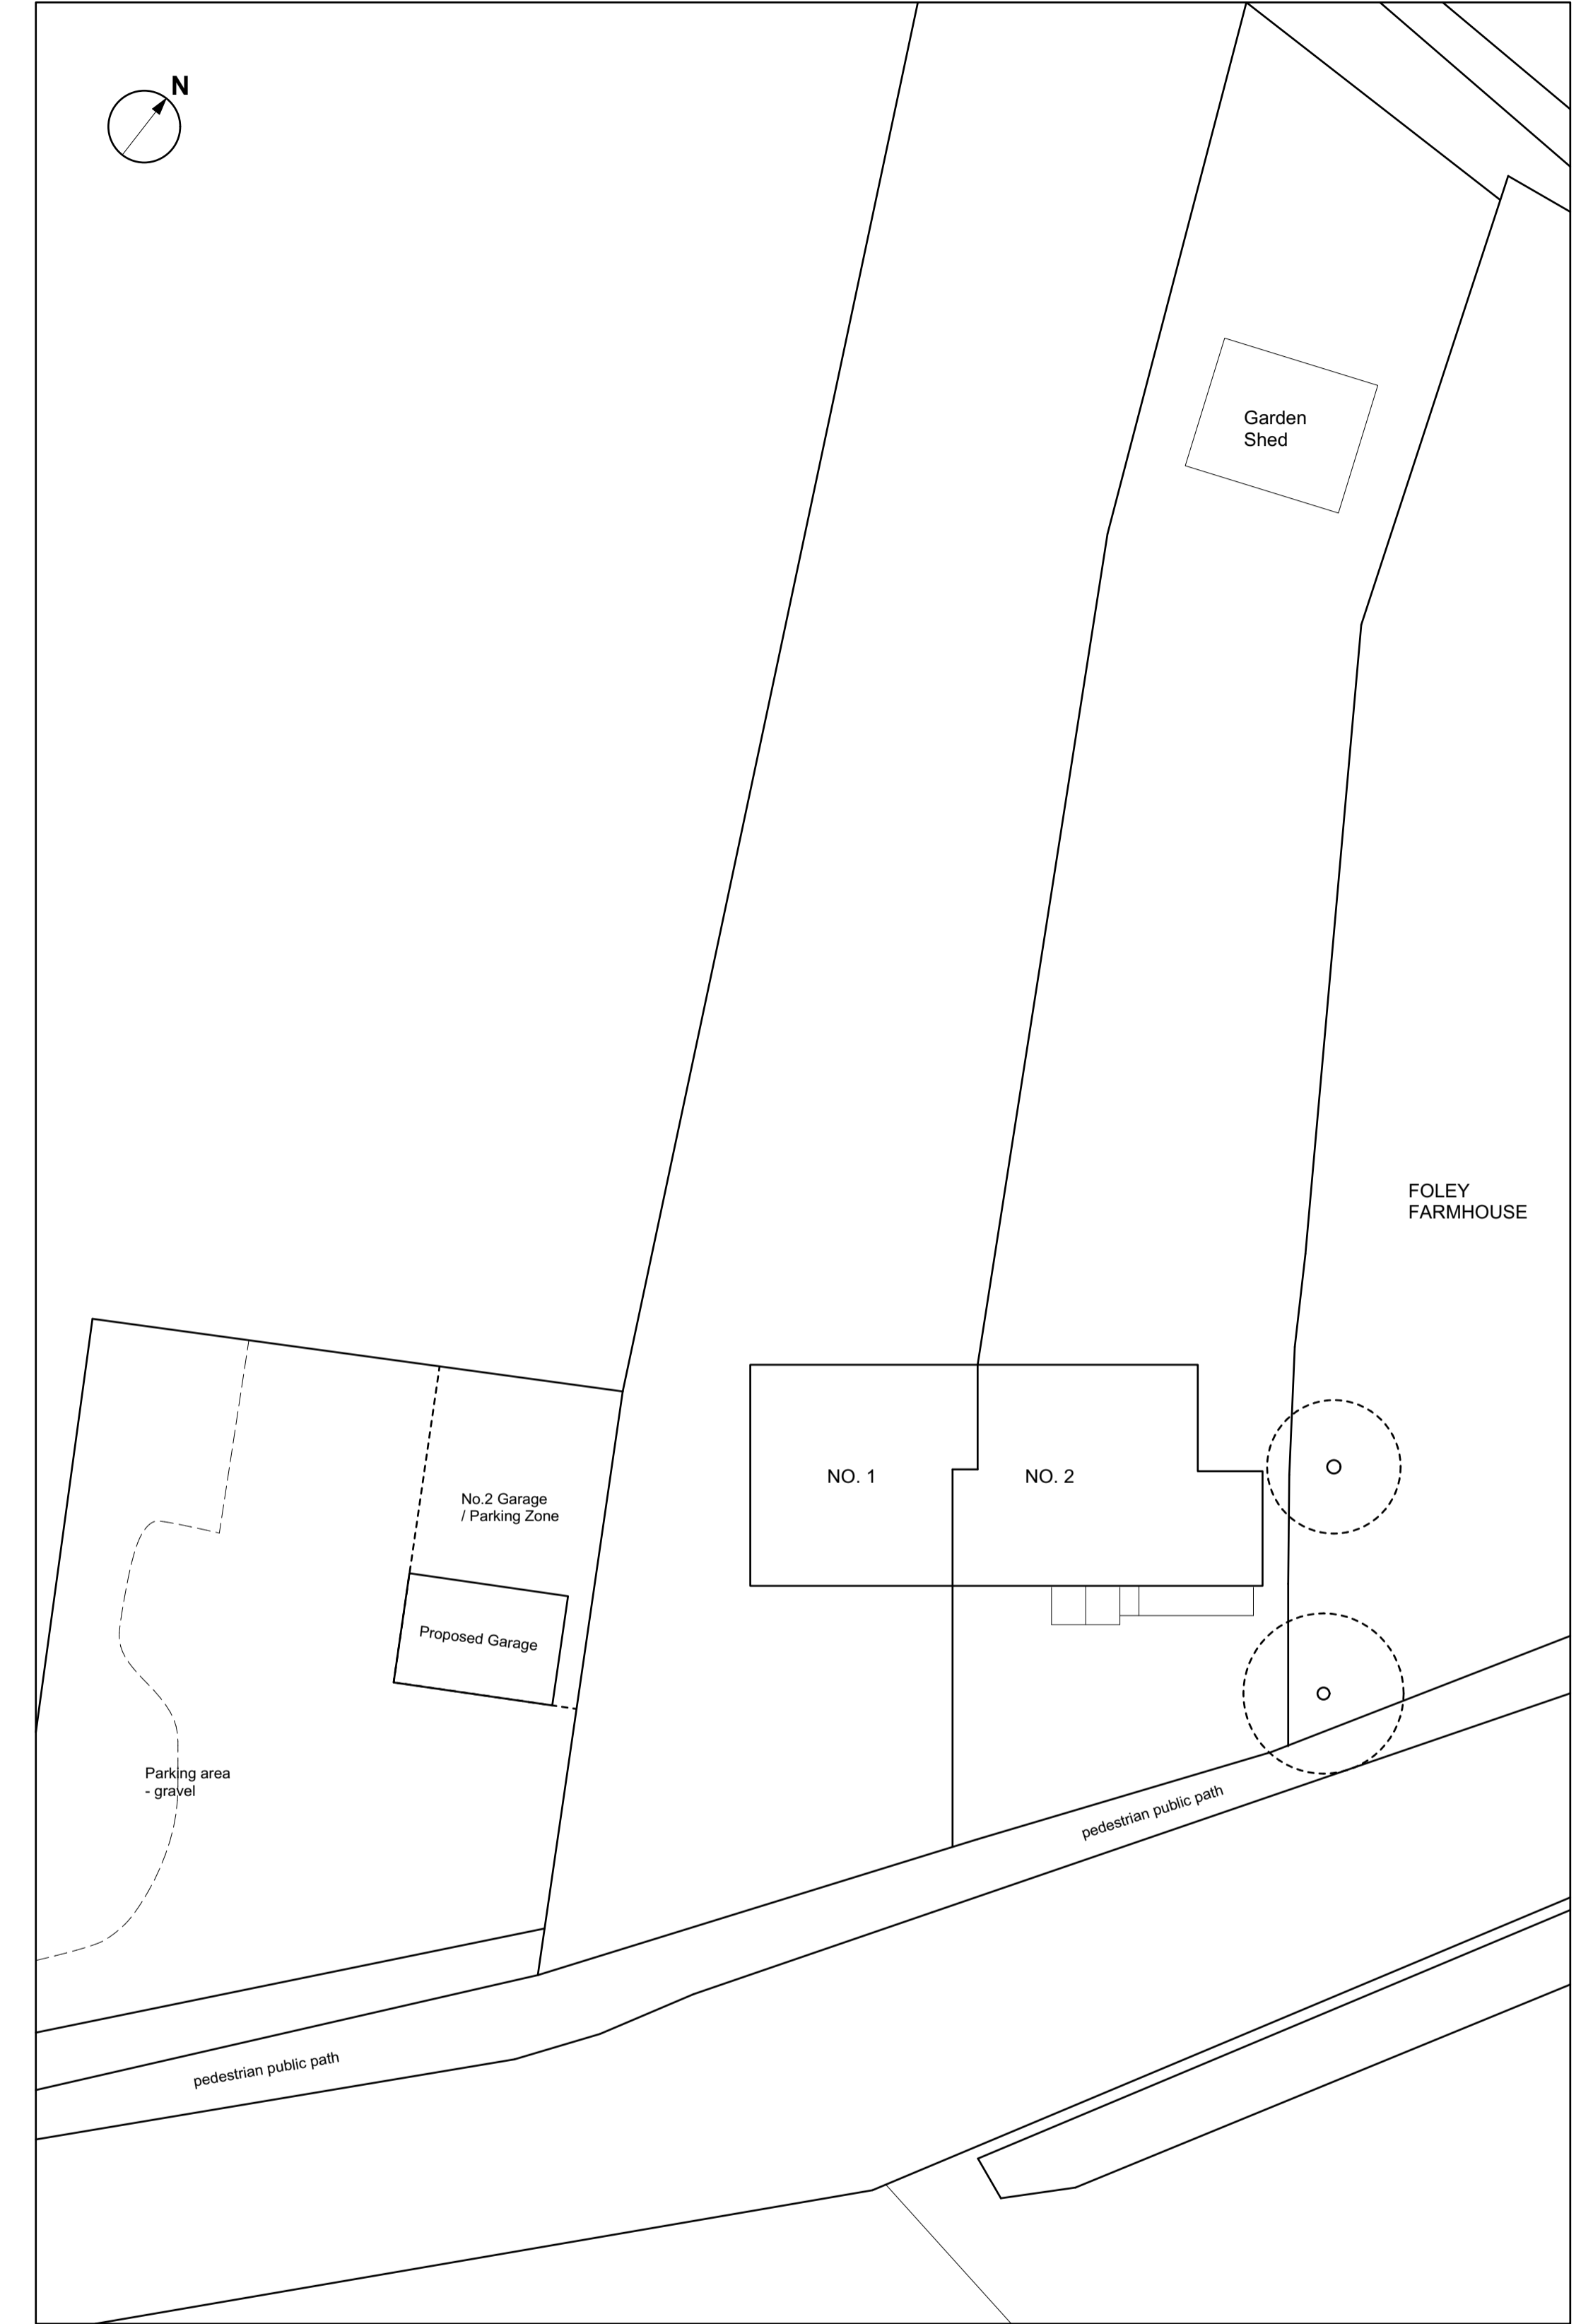 N
Garden
Shed
FOLEY
FARMHOUSE
NO. 1
NO. 2
No.2 Garage
/ Parking Zone
Proposed Garage
Parking area
- gravel
pedestrian public path
pedestrian public path